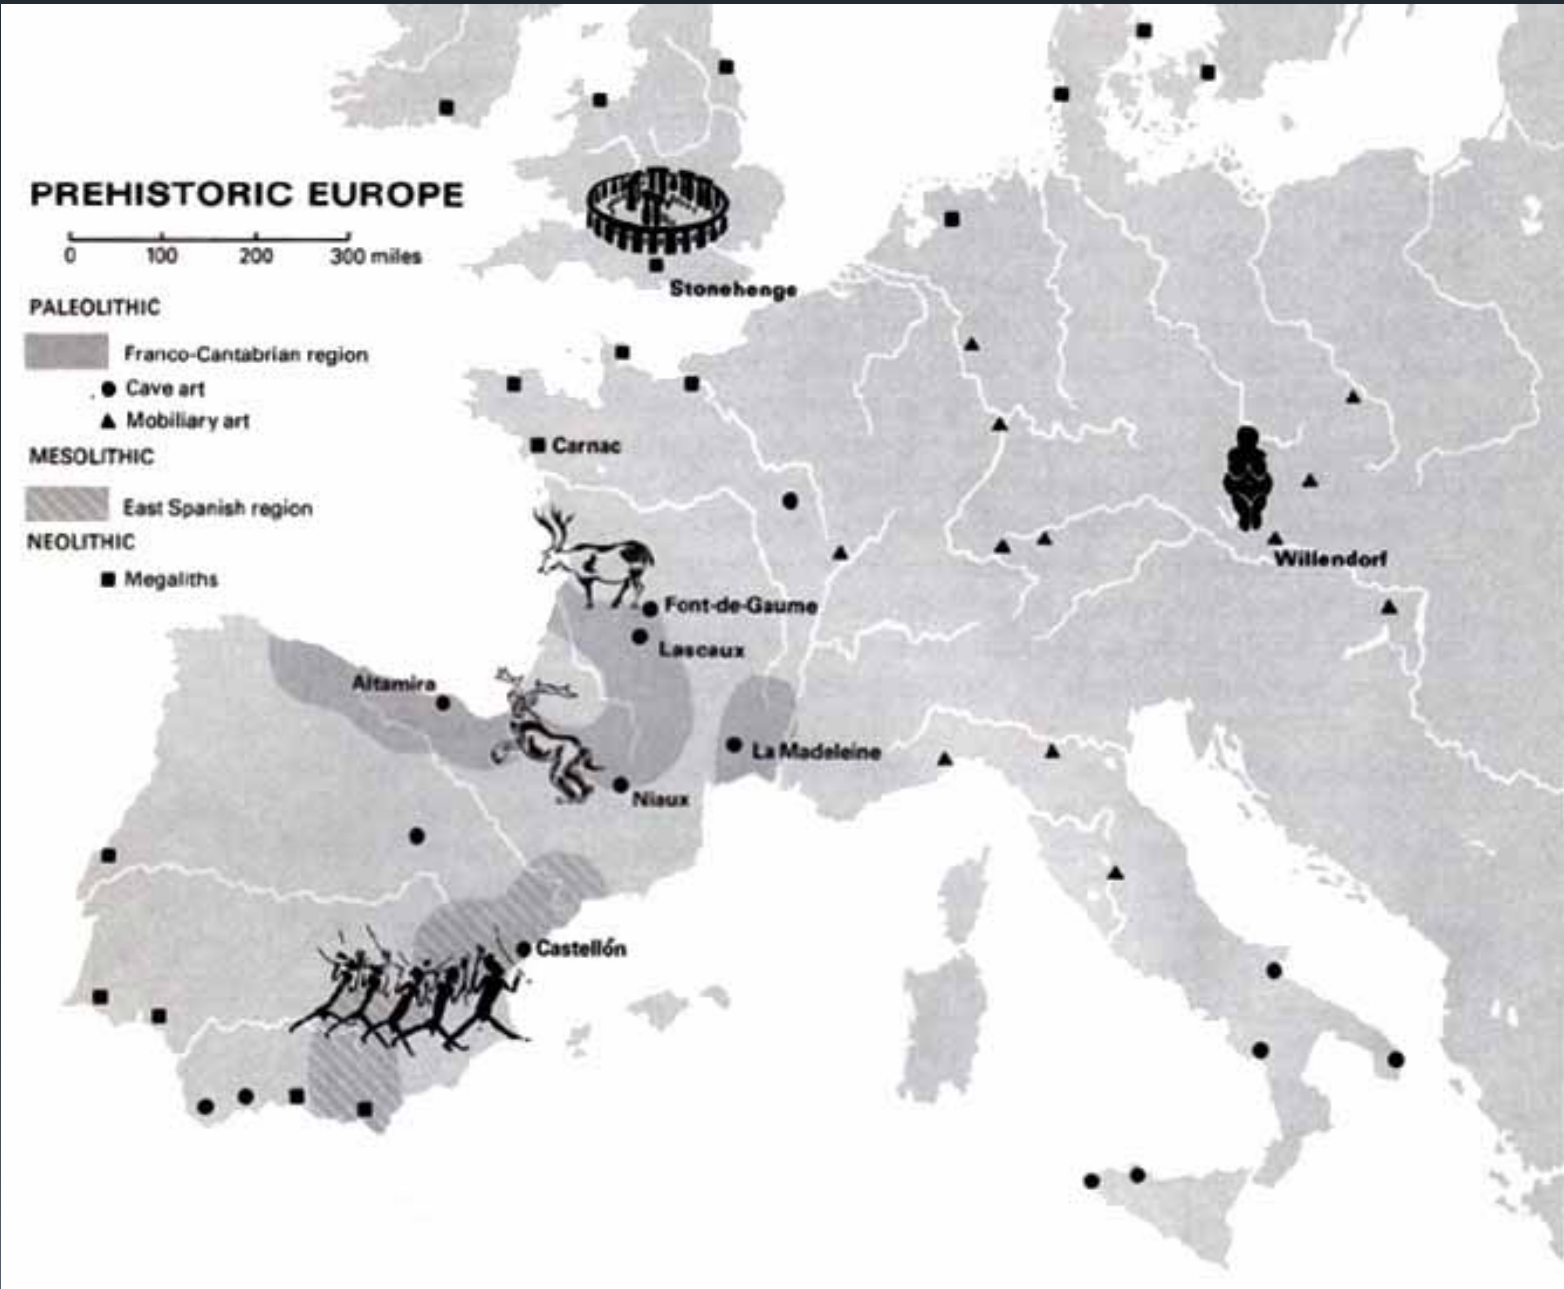 PREHISTORIC EUROPE
0 100 200 300 miles
PALEOLITHIC
Franco-Cantabrian region
Cave art
Mobiliary art
MESOLITHIC
East Spanish region
NEOLITHIC
Megaliths
Stonehenge
Carnac
Willendorf
Font-de-Gaume
Lascaux
Altamira
La Madeleine
Niaux
Castellón